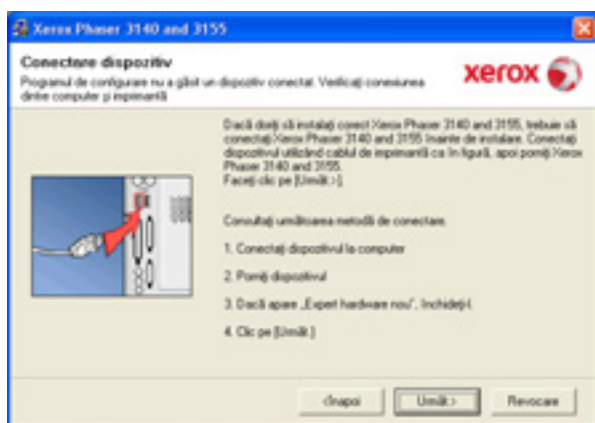 Xerox Phaser 3140 and 3155
Conectare dispozitiv
Programul de configurare nu a găsit un dispozitiv conectat. Verificați conexiunea
dintre computer și imprimantă
xerox
Dacă doriți să instalați corect Xerox Phaser 3140 and 3155, trebuie să
conectați Xerox Phaser 3140 and 3155 înainte de instalare. Conectați
dispozitivul utilizând cablul de imprimantă ca în figură, apoi porniți Xerox
Phaser 3140 and 3155.
Faceți clic pe [Următ.>].
Consultați următoarea metodă de conectare.
1. Conectați dispozitivul la computer
2. Porniți dispozitivul
3. Dacă apare „Expert hardware nou", închideți-l.
4. Clic pe [Următ.]
<Înapoi
Următ.>
Revocare